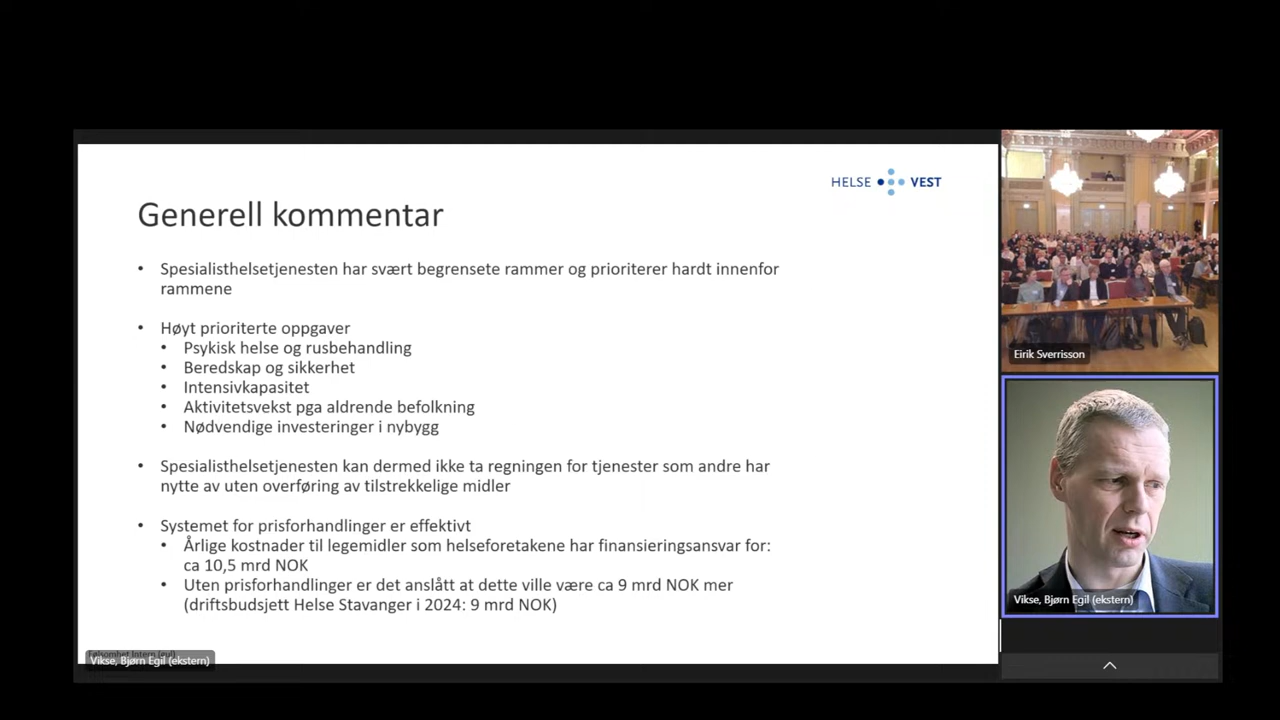 HELSE VEST
Generell kommentar
• Spesialisthelsetjenesten har svært begrensete rammer og prioriterer hardt innenfor
rammene
• Høyt prioriterte oppgaver
• Psykisk helse og rusbehandling
• Beredskap og sikkerhet
• Intensivkapasitet
• Aktivitetsvekst pga aldrende befolkning
• Nødvendige investeringer i nybygg
• Spesialisthelsetjenesten kan dermed ikke ta regningen for tjenester som andre har
nytte av uten overføring av tilstrekkelige midler
• Systemet for prisforhandlinger er effektivt
• Årlige kostnader til legemidler som helseforetakene har finansieringsansvar for:
ca 10,5 mrd NOK
• Uten prisforhandlinger er det anslått at dette ville være ca 9 mrd NOK mer
(driftsbudsjett Helse Stavanger i 2024: 9 mrd NOK)
Følsomhet Intern (gul)
Vikse, Bjørn Egil (ekstern)
Eirik Sverrisson
Vikse, Bjørn Egil (ekstern)